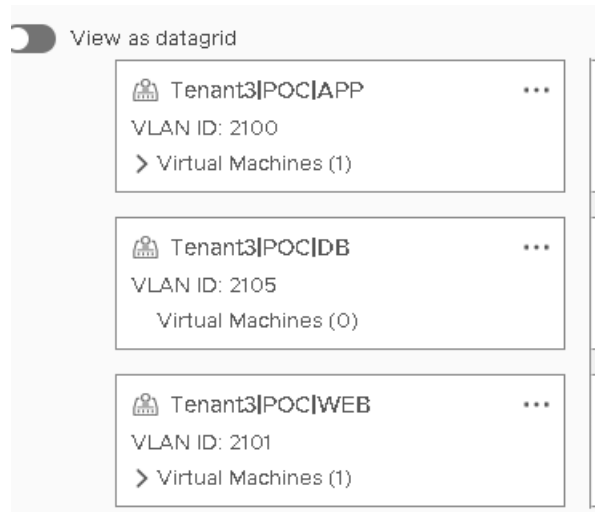 View as datagrid
Tenant3|POC|APP
VLAN ID: 2100
Virtual Machines (1)
Tenant3|POC|DB
VLAN ID: 2105
Virtual Machines (0)
Tenant3|POC|WEB
VLAN ID: 2101
Virtual Machines (1)